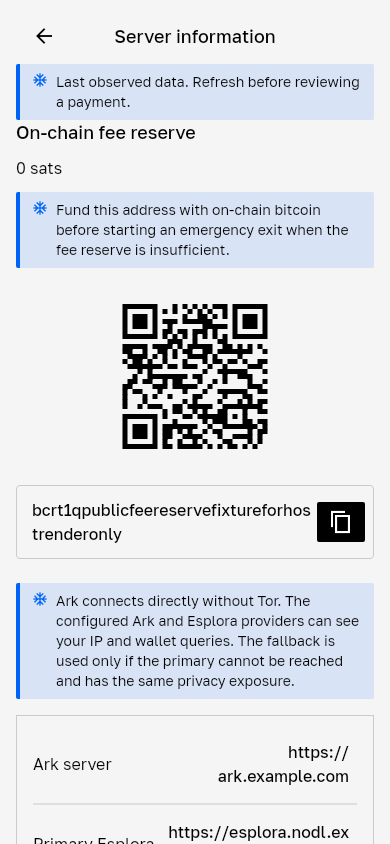 Server information
Last observed data. Refresh before reviewing
a payment.
On-chain fee reserve
0 sats
Fund this address with on-chain bitcoin
before starting an emergency exit when the
fee reserve is insufficient.
bcrt1qpublicfeereservefixtureforhos
trenderonly
Ark connects directly without Tor. The
configured Ark and Esplora providers can see
your IP and wallet queries. The fallback is
used only if the primary cannot be reached
and has the same privacy exposure.
https://
Ark server
ark.example.com
https://esplora.nodl.ex
Primary Esplora